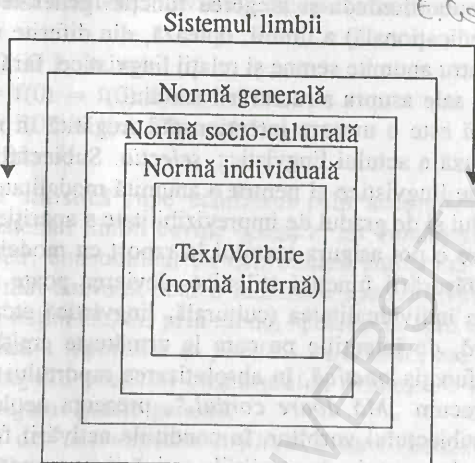 Sistemul limbii
Normă generală
Normă socio-culturală
Normă individuală
Text/Vorbire
(normă internă)